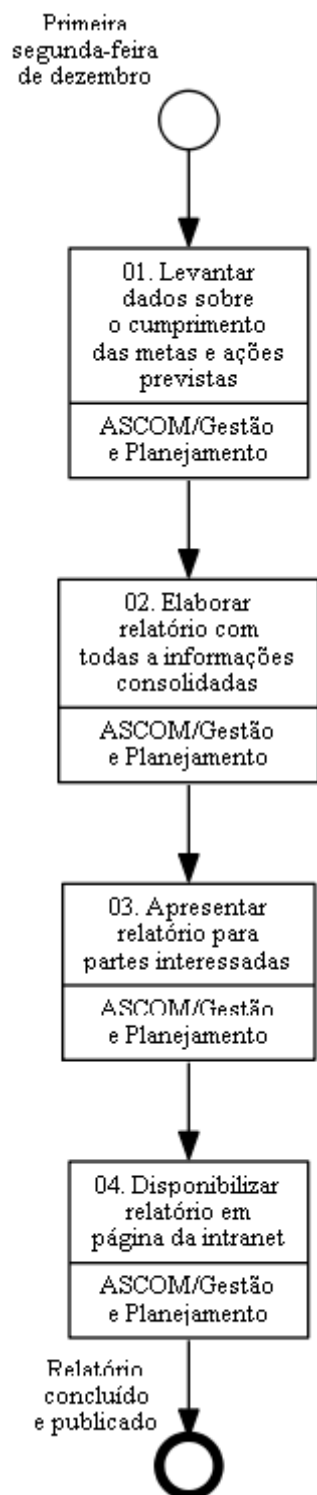 Primeira
segunda-feira
de dezembro
01. Levantar
dados sobre
o cumprimento
das metas e ações
previstas
ASCOM/Gestão
e Planejamento
02. Elaborar
relatório com
todas a informações
consolidadas
ASCOM/Gestão
e Planejamento
03. Apresentar
relatório para
partes interessadas
ASCOM/Gestão
e Planejamento
04. Disponibilizar
relatório em
página da intranet
ASCOM/Gestão
e Planejamento
Relatório
concluído
e publicado